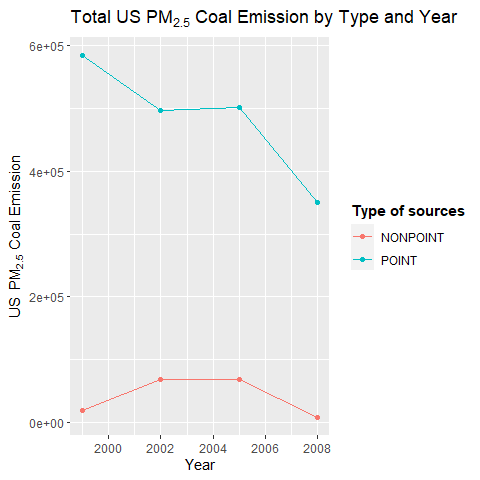 Total US PM2.5 Coal Emission by Type and Year
US PM2.5 Coal Emission
6e+05
4e+05
2e+05
0e+00
2000 2002 2004 2006 2008
Year
Type of sources
NONPOINT
POINT